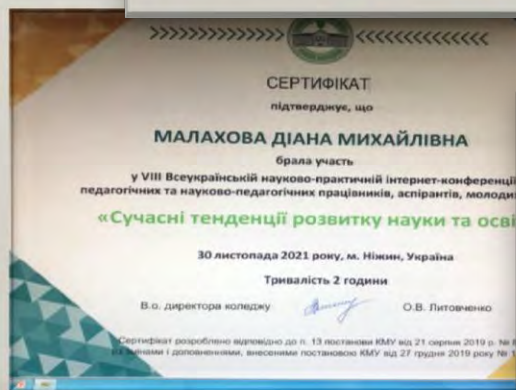 СЕРТИФІКАТ
підтверджує, що
МАЛАХОВА ДІАНА МИХАЙЛІВНА
брала участь
у VIII Всеукраїнській науково-практичній інтернет-конференції
педагогічних та науково-педагогічних працівників, аспірантів, молоди
«Сучасні тенденції розвитку науки та осві
30 листопада 2021 року, м. Ніжин, Україна
Тривалість 2 години
В.о. директора коледжу О.В. Литовченко
Сертифікат розроблено відповідно до п. 13 постанови КМУ від 21 серпня 2019 р. №
змінами і доповненнями, внесеними постановою КМУ від 27 грудня 2019 року № 1